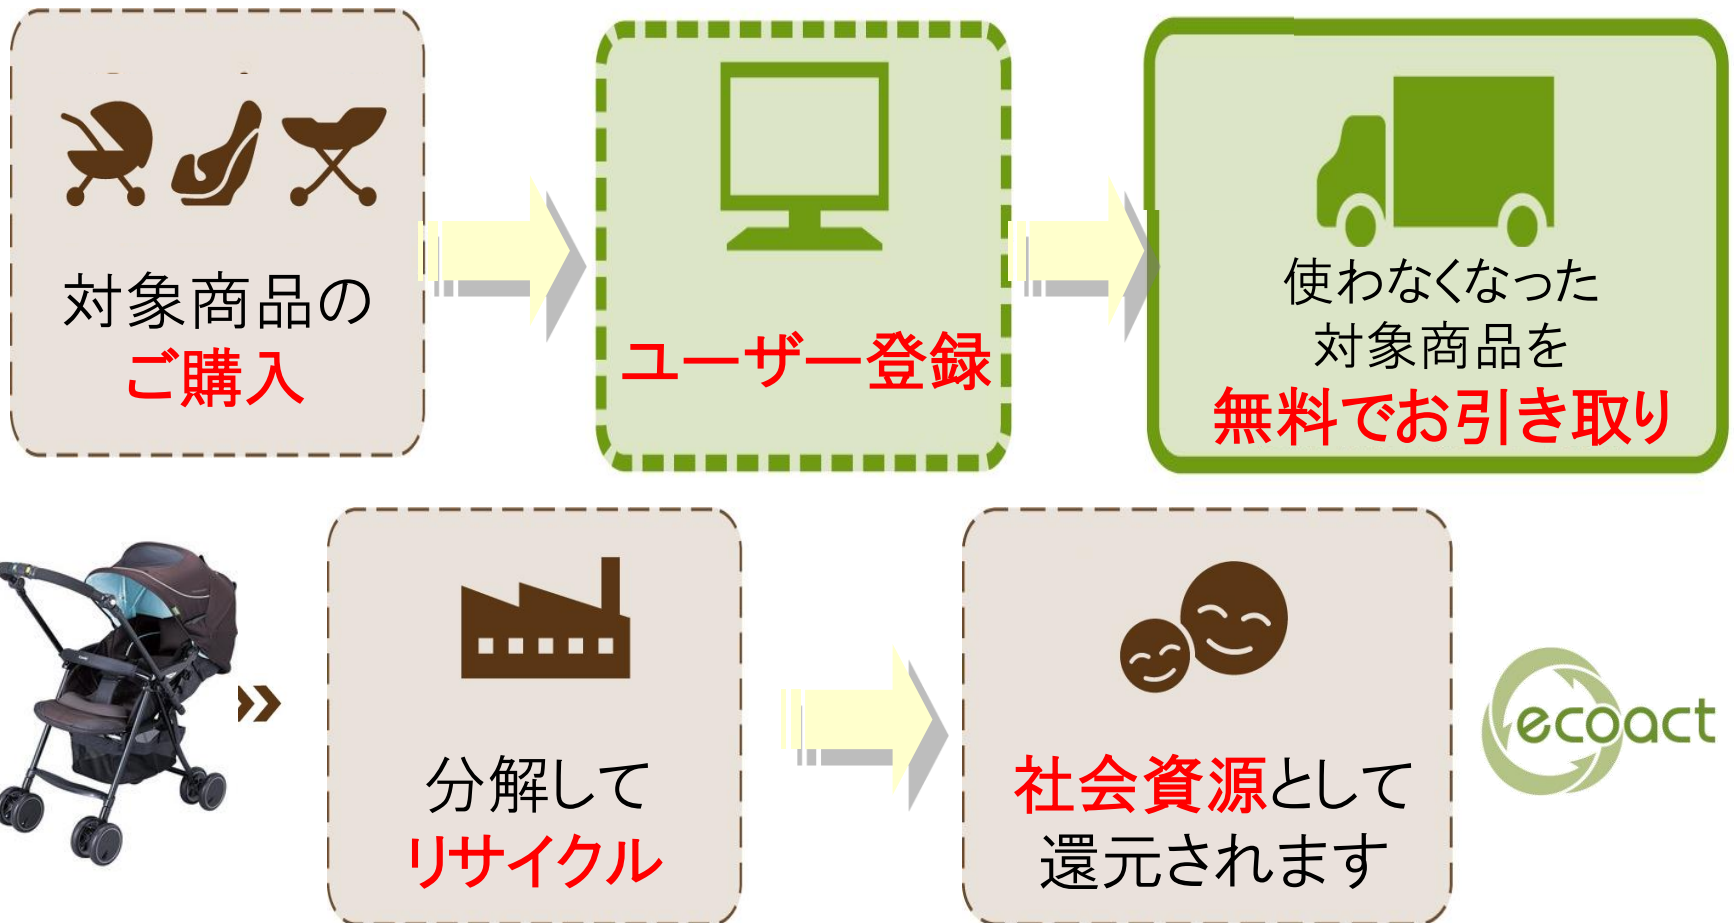 対象商品の
ご購入
ユーザー登録
使わなくなった
対象商品を
無料でお引き取り
分解して
リサイクル
社会資源として
還元されます
ecoact